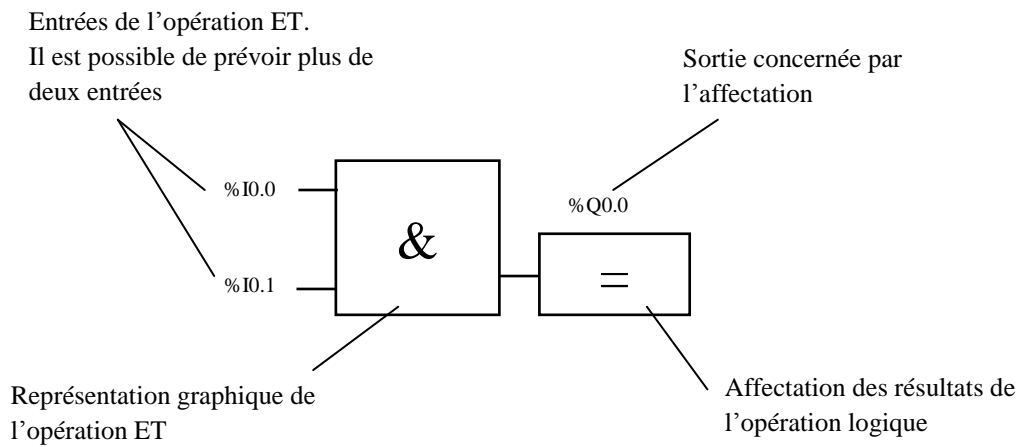 Entrées de l’opération ET.
Il est possible de prévoir plus de
deux entrées
Sortie concernée par
l’affectation
%I0.0
%Q0.0
&
%I0.1
=
Représentation graphique de
l’opération ET
Affectation des résultats de
l’opération logique